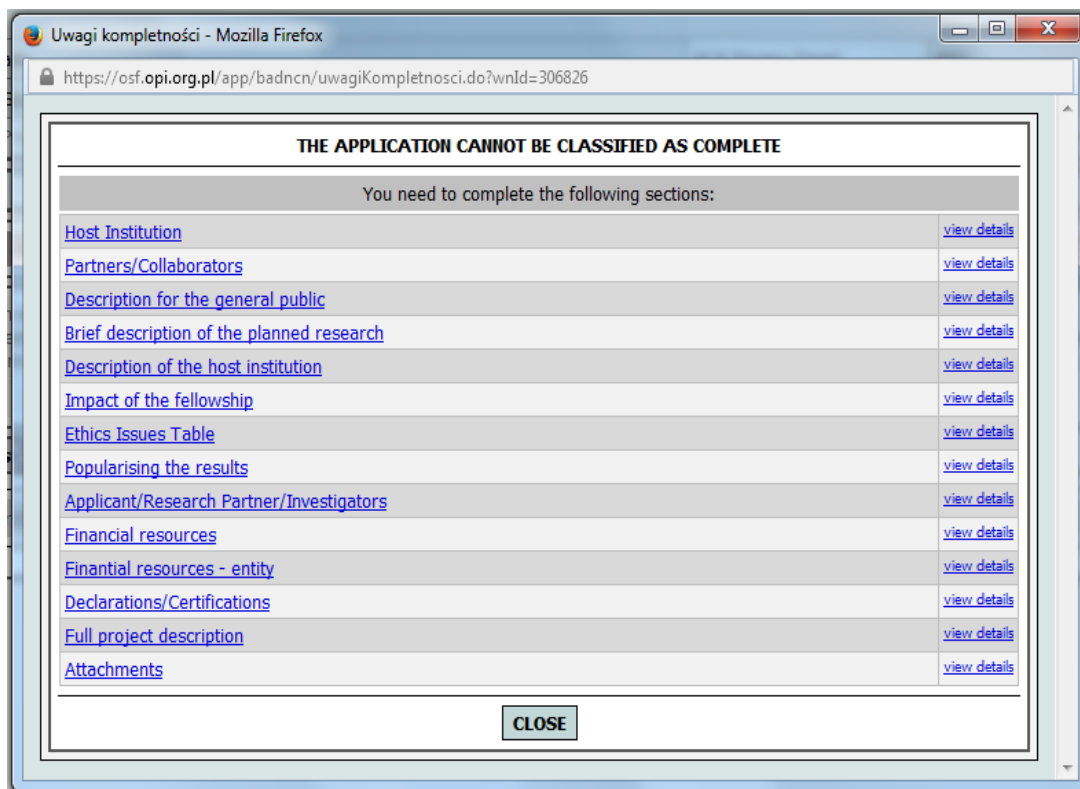 Uwagi kompletności - Mozilla Firefox
https://osf.opi.org.pl/app/badncn/uwagiKompletnosci.do?wnId=306826
THE APPLICATION CANNOT BE CLASSIFIED AS COMPLETE
You need to complete the following sections:
Host Institution view details
Partners/Collaborators view details
Description for the general public view details
Brief description of the planned research view details
Description of the host institution view details
Impact of the fellowship view details
Ethics Issues Table view details
Popularising the results view details
Applicant/Research Partner/Investigators view details
Financial resources view details
Finantial resources - entity view details
Declarations/Certifications view details
Full project description view details
Attachments view details
CLOSE